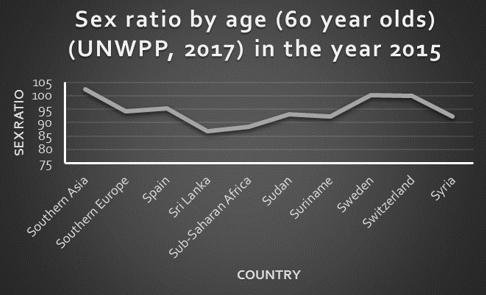 Sex ratio by age (60 year olds)
(UNWPP, 2017) in the year 2015
SEX RATIO
105
100
95
90
85
80
75
Southern Asia
Southern Europe
Spain
Sri Lanka
Sub-Saharan Africa
Sudan
Suriname
Sweden
Switzerland
Syria
COUNTRY